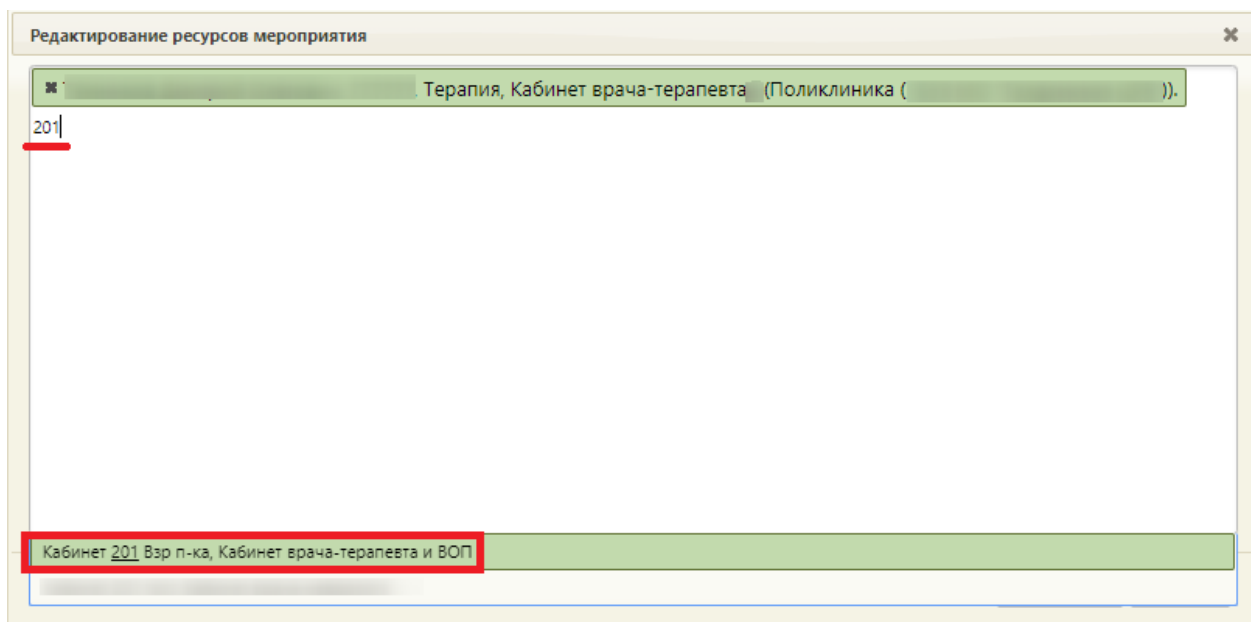 Редактирование ресурсов мероприятия
Терапия, Кабинет врача-терапевта (Поликлиника ( )).
201
Кабинет 201 Взр п-ка, Кабинет врача-терапевта и ВОП